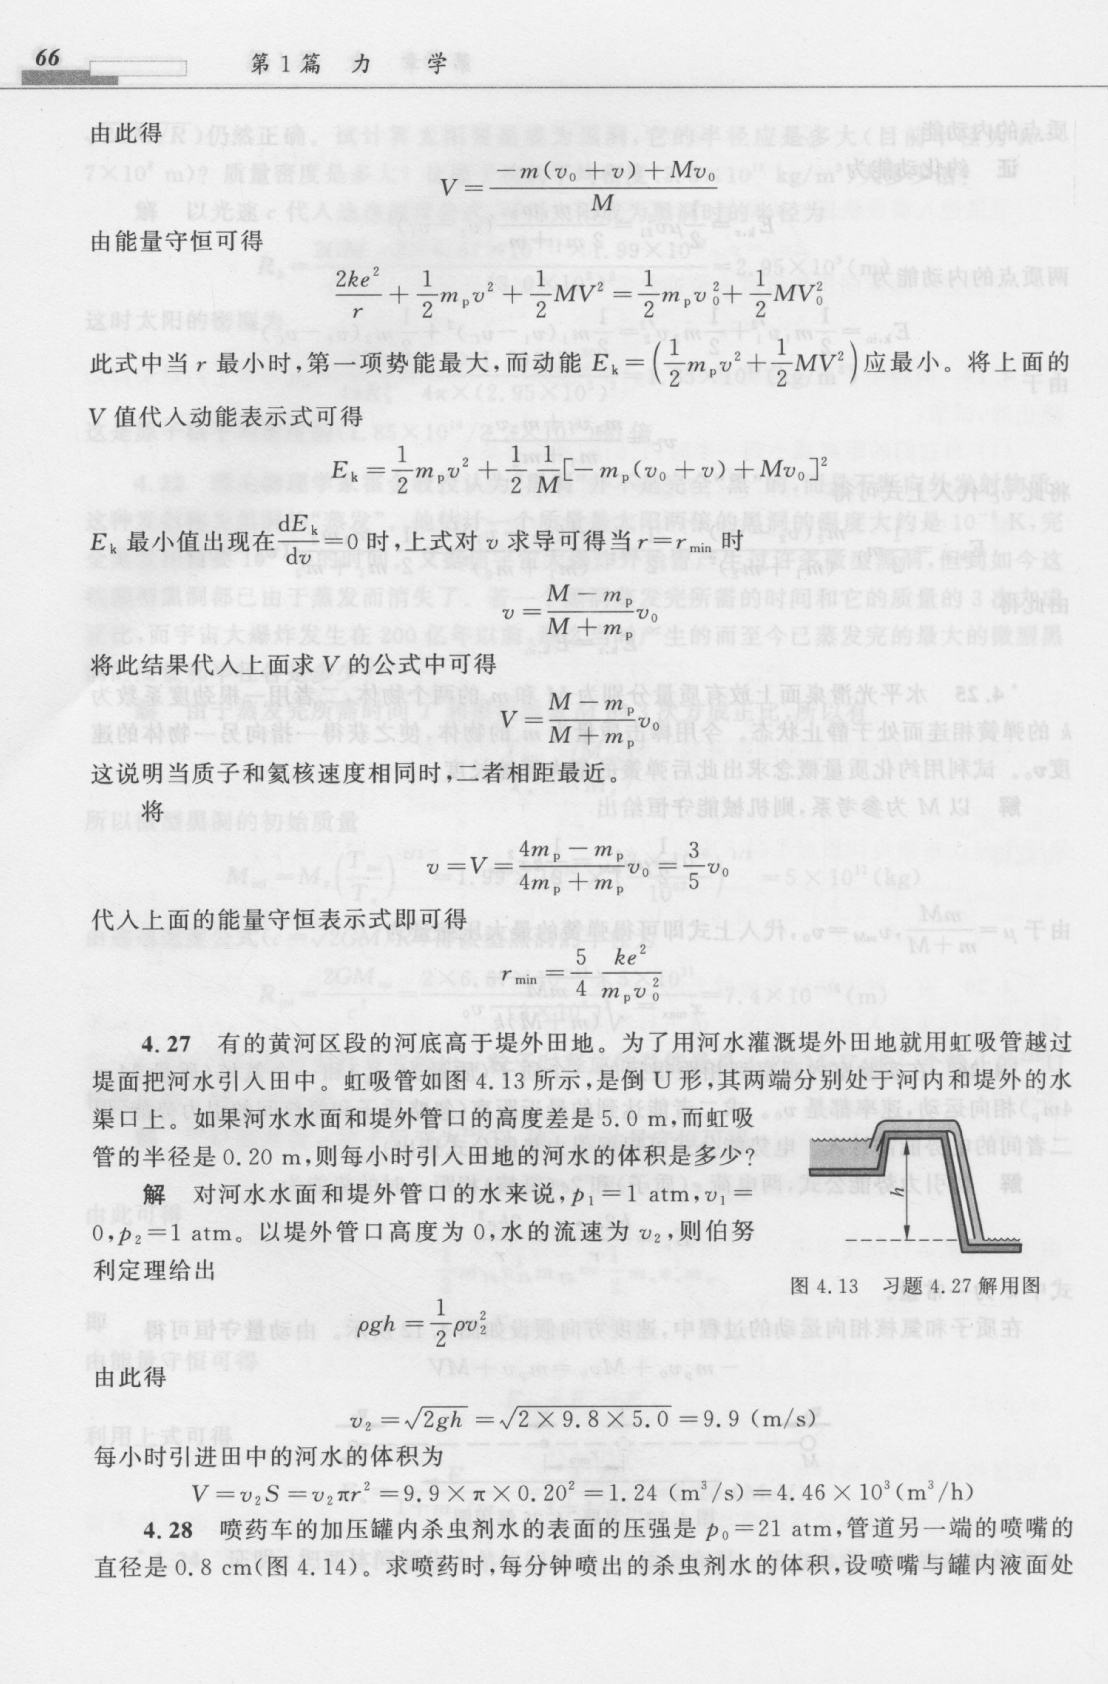 66
第1篇 力 学
由此得
V = \frac{-m(v_0+v)+Mv_0}{M}
由能量守恒可得
\frac{2ke^2}{r} + \frac{1}{2}m_p v^2 + \frac{1}{2}MV^2 = \frac{1}{2}m_p v_0^2 + \frac{1}{2}MV_0^2
此式中当 r 最小时,第一项势能最大,而动能 E_k = (\frac{1}{2}m_p v^2 + \frac{1}{2}MV^2) 应最小。将上面的
V 值代入动能表示式可得
E_k = \frac{1}{2}m_p v^2 + \frac{1}{2}\frac{1}{M}[-m_p(v_0+v)+Mv_0]^2
E_k 最小值出现在 \frac{dE_k}{dv} = 0 时,上式对 v 求导可得当 r = r_{min} 时
v = \frac{M-m_p}{M+m_p}v_0
将此结果代入上面求 V 的公式中可得
V = \frac{M-m_p}{M+m_p}v_0
这说明当质子和氦核速度相同时,二者相距最近。
将
v = V = \frac{4m_p-m_p}{4m_p+m_p}v_0 = \frac{3}{5}v_0
代入上面的能量守恒表示式即可得
r_{min} = \frac{5}{4}\frac{ke^2}{m_p v_0^2}
4.27 有的黄河区段的河底高于堤外田地。为了用河水灌溉堤外田地就用虹吸管越过
堤面把河水引入田中。虹吸管如图 4.13 所示,是倒 U 形,其两端分别处于河内和堤外的水
渠口上。如果河水水面和堤外管口的高度差是 5.0 m,而虹吸
管的半径是 0.20 m,则每小时引入田地的河水的体积是多少?
解 对河水水面和堤外管口的水来说,p_1 = 1 atm,v_1 =
0,p_2 = 1 atm。以堤外管口高度为 0,水的流速为 v_2,则伯努
利定理给出
h
图 4.13 习题 4.27 解用图
ρgh = \frac{1}{2}ρv_2^2
由此得
v_2 = \sqrt{2gh} = \sqrt{2×9.8×5.0} = 9.9 (m/s)
每小时引进田中的河水的体积为
V = v_2 S = v_2 πr^2 = 9.9×π×0.20^2 = 1.24 (m^3/s) = 4.46×10^3 (m^3/h)
4.28 喷药车的加压罐内杀虫剂水的表面的压强是 p_0 = 21 atm,管道另一端的喷嘴的
直径是 0.8 cm(图 4.14)。求喷药时,每分钟喷出的杀虫剂水的体积,设喷嘴与罐内液面处